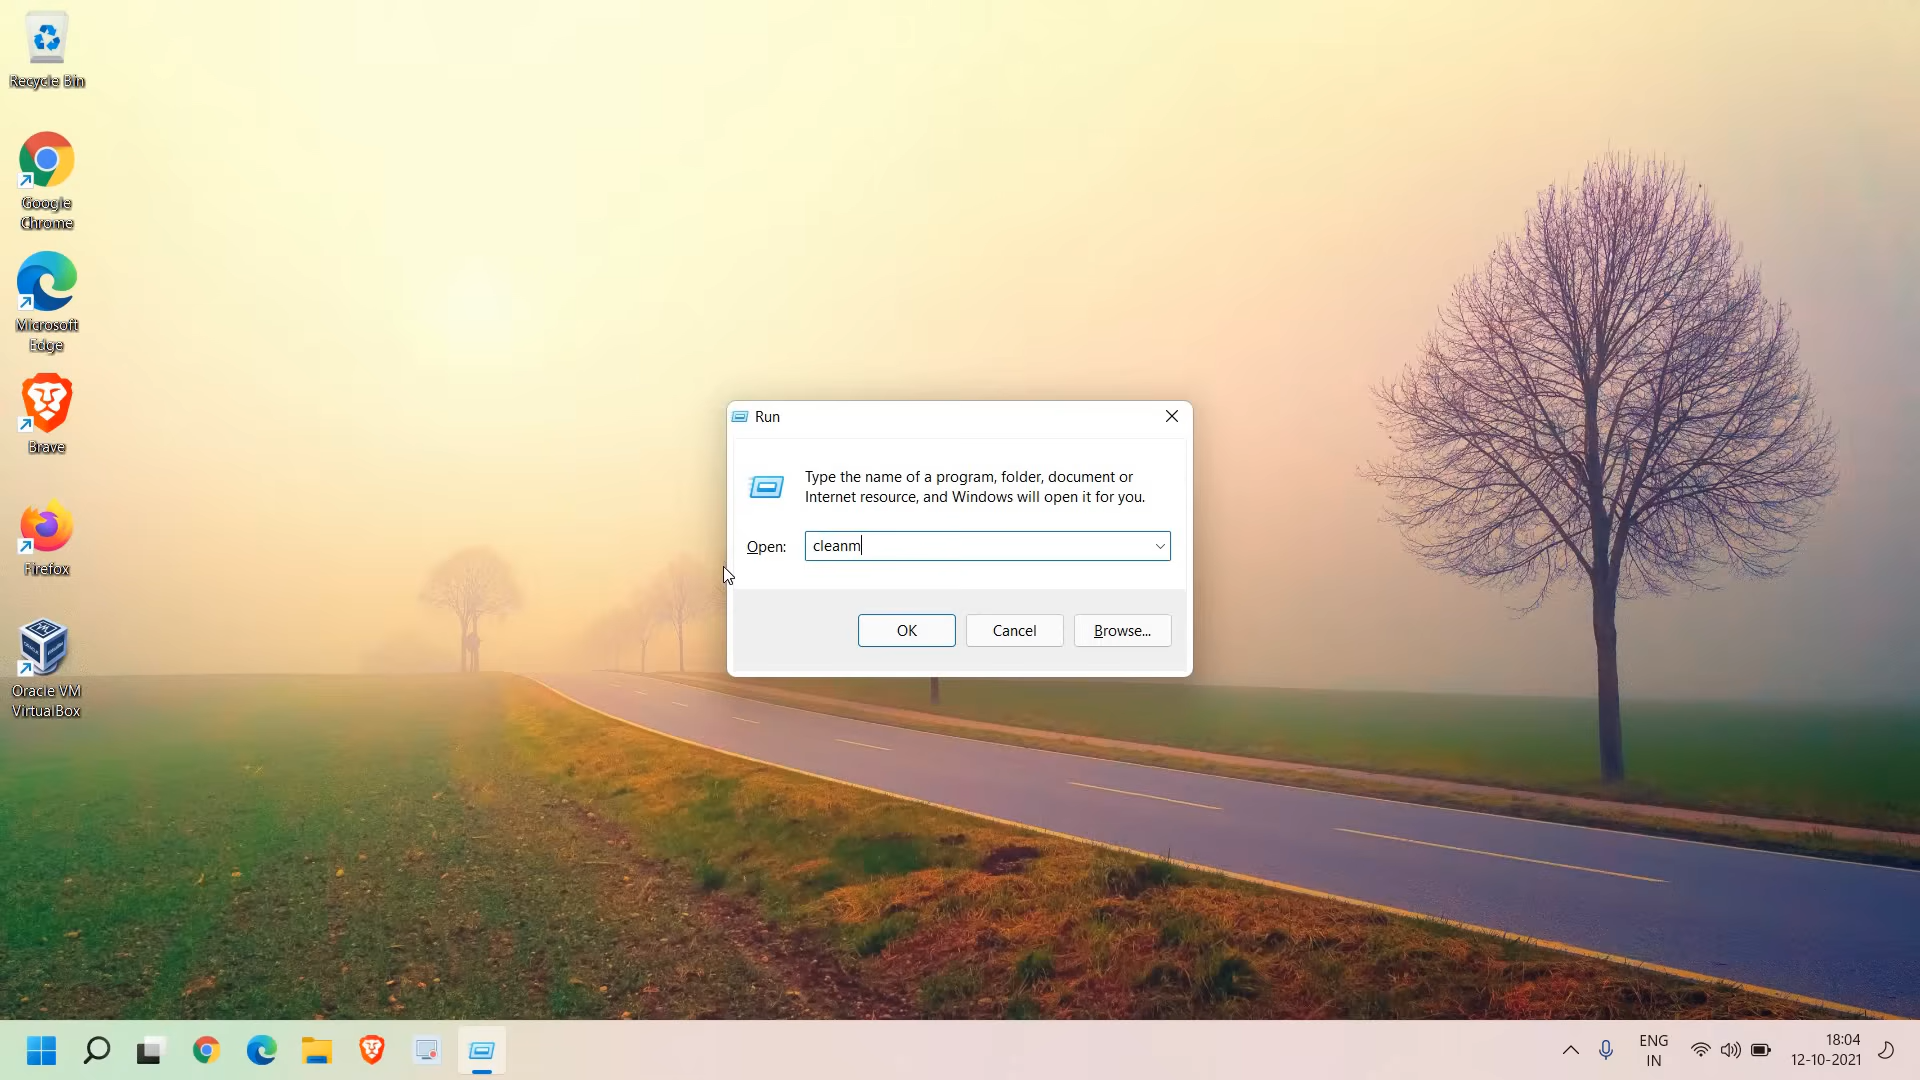 Recycle Bin
Google
Chrome
Microsoft
Edge
Brave
Firefox
Oracle VM
VirtualBox
Run
Type the name of a program, folder, document or
Internet resource, and Windows will open it for you.
Open: cleanm
OK Cancel Browse...
ENG
IN
18:04
12-10-2021